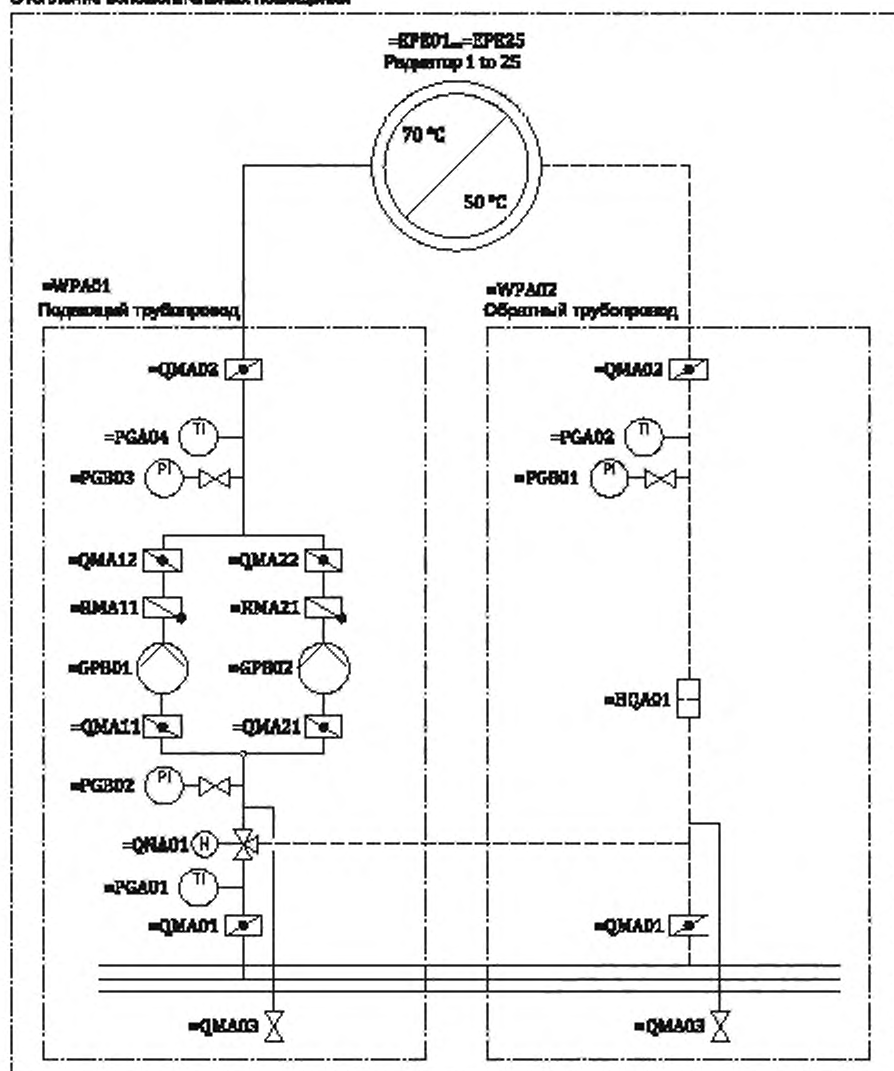 =EPE01...=EPE25
Радиатор 1 to 25
70 °C
50 °C
=WPA01
Подающий трубопровод
=WPA02
Обратный трубопровод
=QMA02
=QMA02
TI
=PGA04
TI
=PGA02
PI
=PGB03
PI
=PGB01
=QMA12
=QMA22
=RMA11
=RMA21
=GPB01
=GPB02
=HQA01
=QMA11
=QMA21
PI
=PGB02
=QNA01
TI
=PGA01
=QMA01
=QMA01
=QMA03
=QMA03